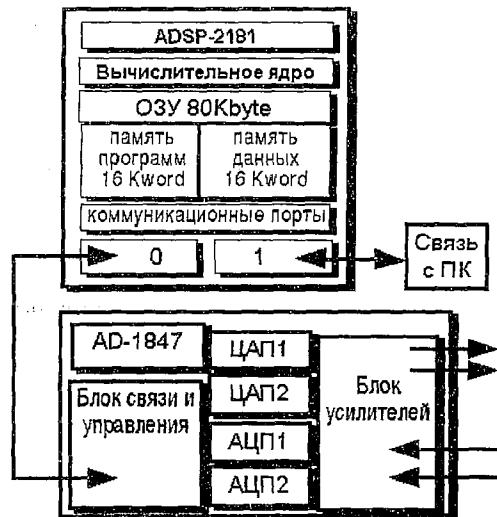 ADSP-2181
Вычислительное ядро
ОЗУ 80Kbyte
память
программ
16 Kword
память
данных
16 Kword
коммуникационные порты
0
1
Связь
с ПК
AD-1847
Блок связи и
управления
ЦАП1
ЦАП2
АЦП1
АЦП2
Блок
усилителей